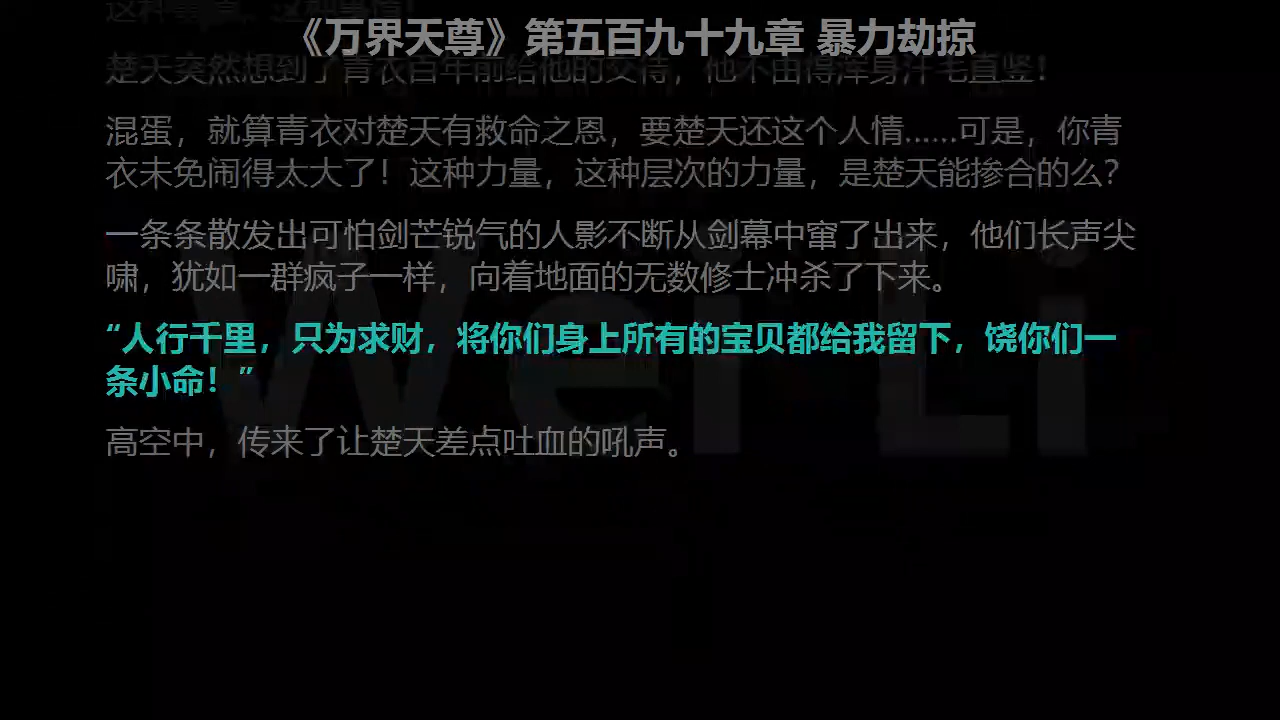 《万界天尊》第五百九十九章 暴力劫掠
楚天突然想到了青衣百年前给他的交待，他不由得浑身汗毛直竖！
混蛋，就算青衣对楚天有救命之恩，要楚天还这个人情……可是，你青
衣未免闹得太大了！这种力量，这种层次的力量，是楚天能掺合的么？
一条条散发出可怕剑芒锐气的人影不断从剑幕中窜了出来，他们长声尖
啸，犹如一群疯子一样，向着地面的无数修士冲杀了下来。
“人行千里，只为求财，将你们身上所有的宝贝都给我留下，饶你们一
条小命！”
高空中，传来了让楚天差点吐血的吼声。
Wei Li